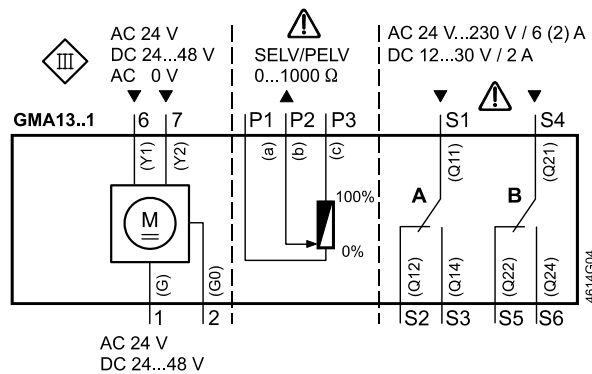 AC 24 V
DC 24...48 V
AC 0 V
III
SELV/PELV
0...1000 Ω
AC 24 V...230 V / 6 (2) A
DC 12...30 V / 2 A
GMA13..1
6 7
P1 P2 P3
S1 S4
(Y1) (Y2)
(a) (b) (c)
(Q11) (Q21)
100%
0%
A B
M
(G) (G0)
(Q12) (Q14) (Q22) (Q24)
1 2
S2 S3 S5 S6
AC 24 V
DC 24...48 V
4614G04